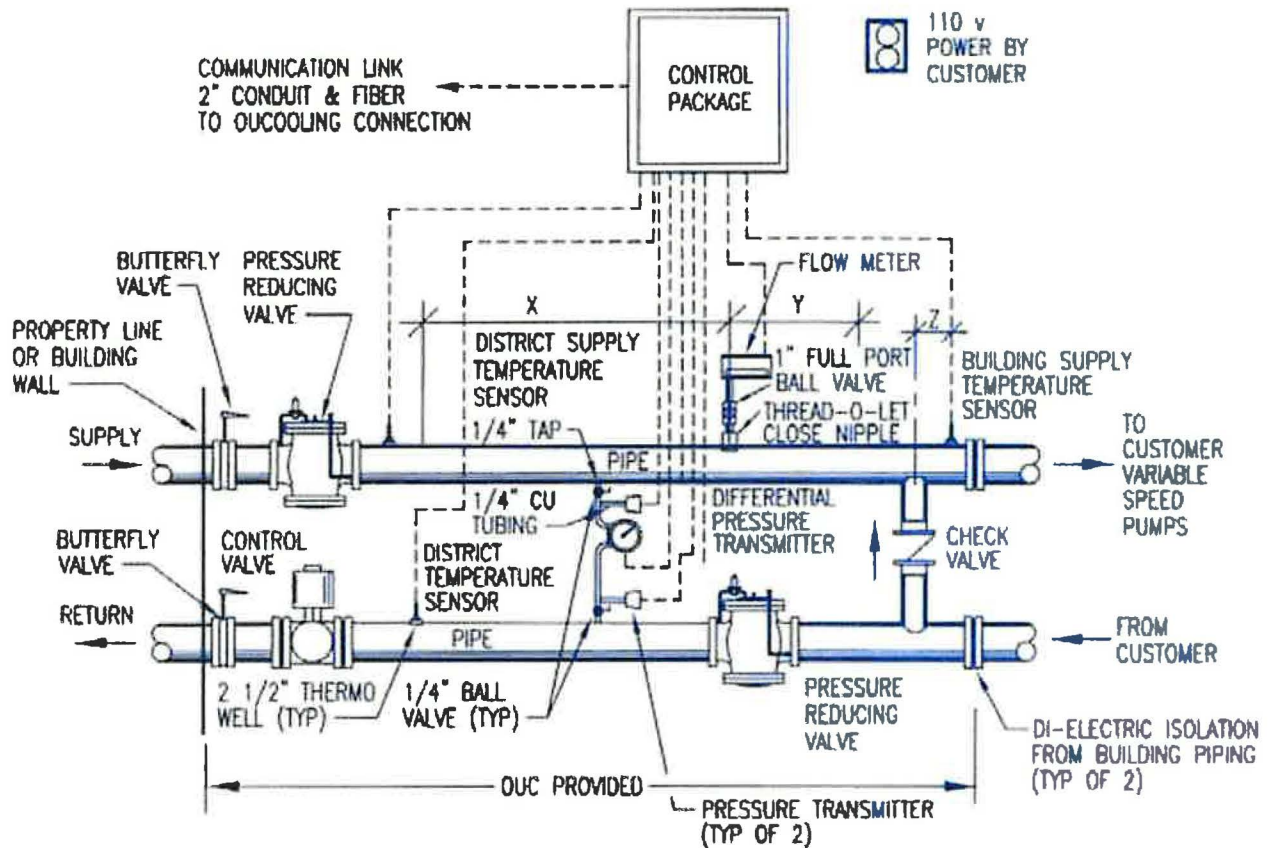 110 v
POWER BY
CUSTOMER
COMMUNICATION LINK
2" CONDUIT & FIBER
TO OUCOOLING CONNECTION
CONTROL
PACKAGE
BUTTERFLY
VALVE
PRESSURE
REDUCING
VALVE
FLOW METER
X
Y
Z
PROPERTY LINE
OR BUILDING
WALL
DISTRICT SUPPLY
TEMPERATURE
SENSOR
1" FULL PORT
BALL VALVE
THREAD-O-LET
CLOSE NIPPLE
BUILDING SUPPLY
TEMPERATURE
SENSOR
SUPPLY
1/4" TAP
PIPE
TO
CUSTOMER
VARIABLE
SPEED
PUMPS
1/4" CU
TUBING
DIFFERENTIAL
PRESSURE
TRANSMITTER
CHECK
VALVE
BUTTERFLY
VALVE
CONTROL
VALVE
DISTRICT
TEMPERATURE
SENSOR
RETURN
PIPE
FROM
CUSTOMER
2 1/2" THERMO
WELL (TYP)
1/4" BALL
VALVE (TYP)
PRESSURE
REDUCING
VALVE
DI-ELECTRIC ISOLATION
FROM BUILDING PIPING
(TYP OF 2)
OUC PROVIDED
PRESSURE TRANSMITTER
(TYP OF 2)